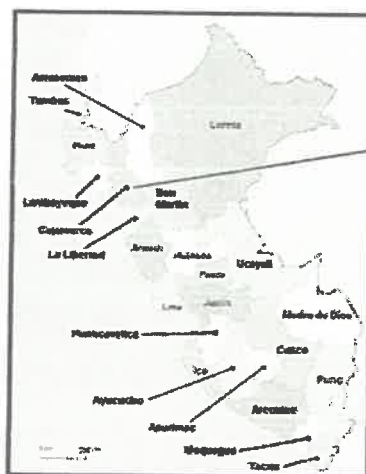 Amazonas
Tumbes
Loreto
Piura
San
Martín
Lambayeque
Cajamarca
La Libertad
Ancash
Huánuco
Ucayali
Pasco
Lima
Junín
Madre de Dios
Huancavelica
Cusco
Ica
Puno
Ayacucho
Arequipa
Apurímac
Moquegua
Tacna